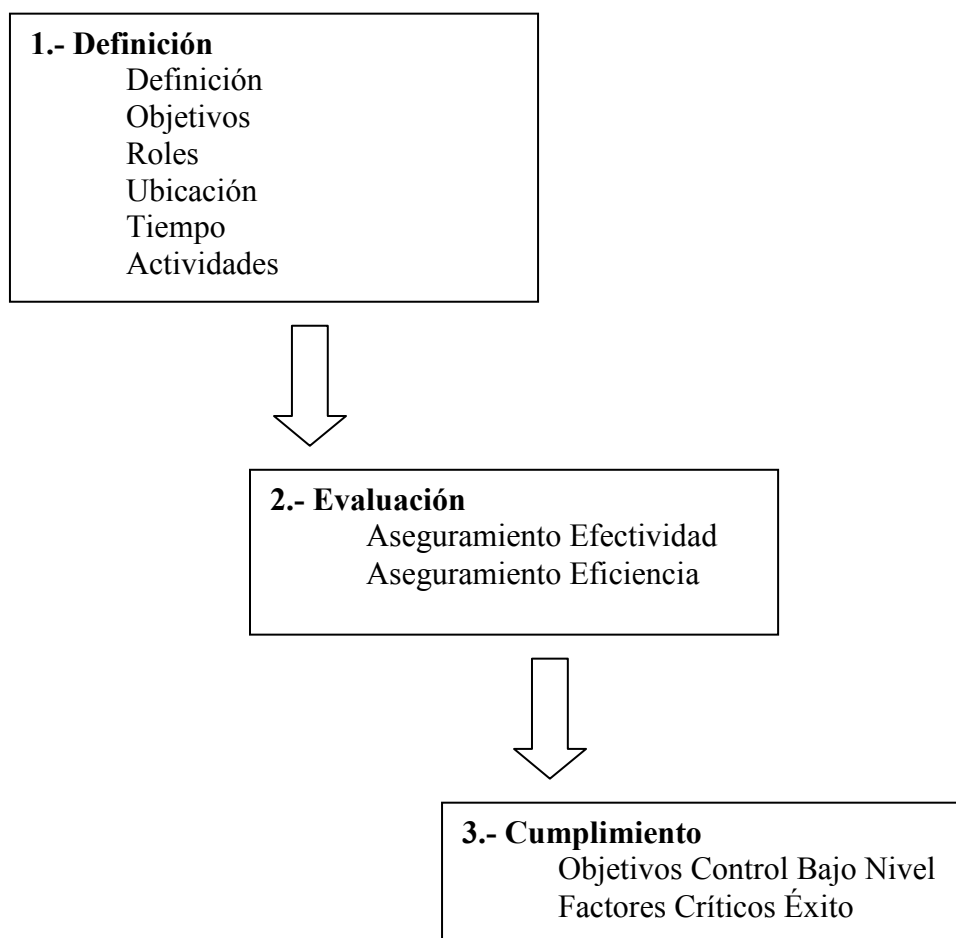 1.- Definición
Definición
Objetivos
Roles
Ubicación
Tiempo
Actividades
2.- Evaluación
Aseguramiento Efectividad
Aseguramiento Eficiencia
3.- Cumplimiento
Objetivos Control Bajo Nivel
Factores Críticos Éxito